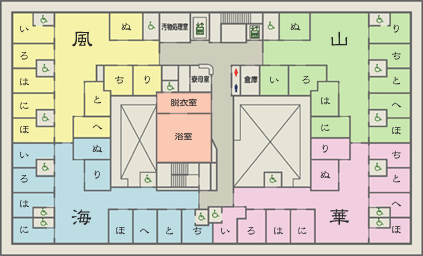 い
ぬ
汚物処理室
ぬ
り
風
山
ろ
ち
は
ち
り
寮母室
倉庫
い
ろ
と
に
と
脱衣室
は
へ
ほ
へ
浴室
に
ほ
い
ぬ
り
ち
ろ
り
ぬ
と
は
海
華
へ
に
ほ
へ
と
ち
い
ろ
は
に
ほ